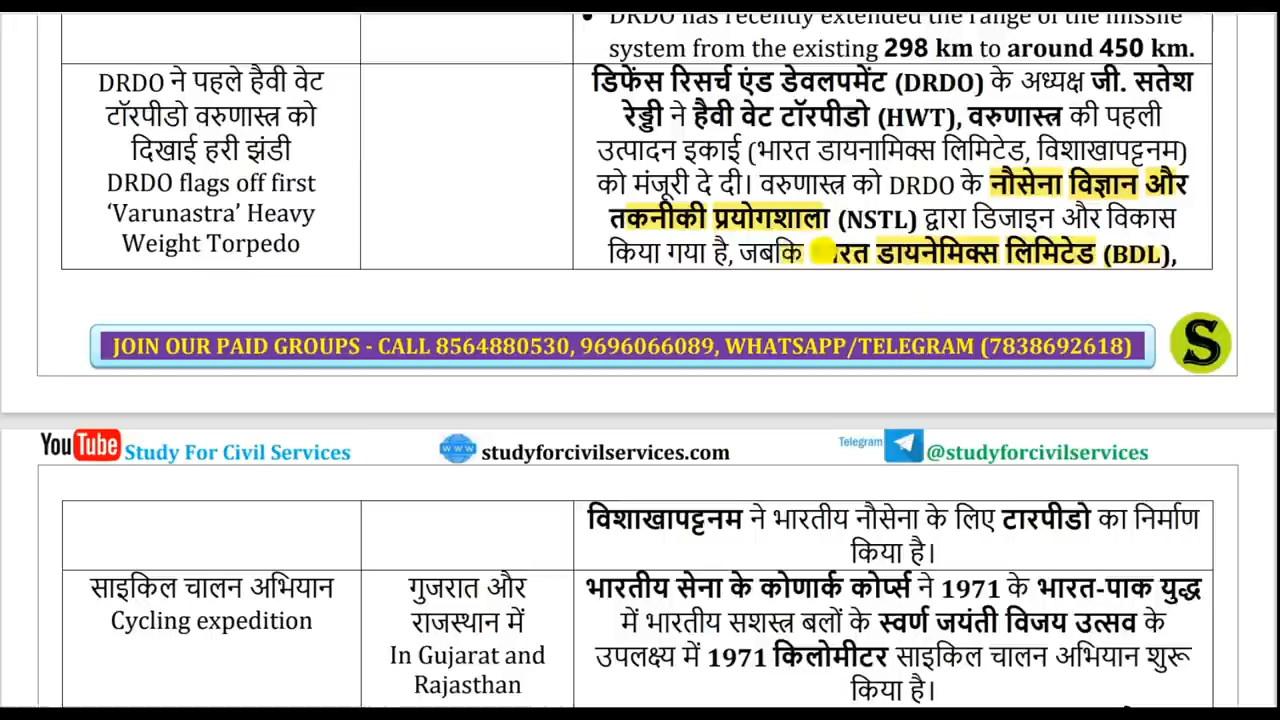 DRDO has recently extended the range of the missile
system from the existing 298 km to around 450 km.
DRDO ने पहले हैवी वेट
टॉरपीडो वरुणास्त्र को
दिखाई हरी झंडी
DRDO flags off first
‘Varunastra’ Heavy
Weight Torpedo
डिफेंस रिसर्च एंड डेवलपमेंट (DRDO) के अध्यक्ष जी. सतेश
रेड्डी ने हैवी वेट टॉरपीडो (HWT), वरुणास्त्र की पहली
उत्पादन इकाई (भारत डायनामिक्स लिमिटेड, विशाखापट्टनम)
को मंजूरी दे दी। वरुणास्त्र को DRDO के नौसेना विज्ञान और
तकनीकी प्रयोगशाला (NSTL) द्वारा डिजाइन और विकास
किया गया है, जबकि भारत डायनेमिक्स लिमिटेड (BDL),
JOIN OUR PAID GROUPS - CALL 8564880530, 9696066089, WHATSAPP/TELEGRAM (7838692618)
S
YouTube Study For Civil Services
www studyforcivilservices.com
Telegram @studyforcivilservices
विशाखापट्टनम ने भारतीय नौसेना के लिए टारपीडो का निर्माण
किया है।
साइकिल चालन अभियान
Cycling expedition
गुजरात और
राजस्थान में
In Gujarat and
Rajasthan
भारतीय सेना के कोणार्क कोर्प्स ने 1971 के भारत-पाक युद्ध
में भारतीय सशस्त्र बलों के स्वर्ण जयंती विजय उत्सव के
उपलक्ष्य में 1971 किलोमीटर साइकिल चालन अभियान शुरू
किया है।